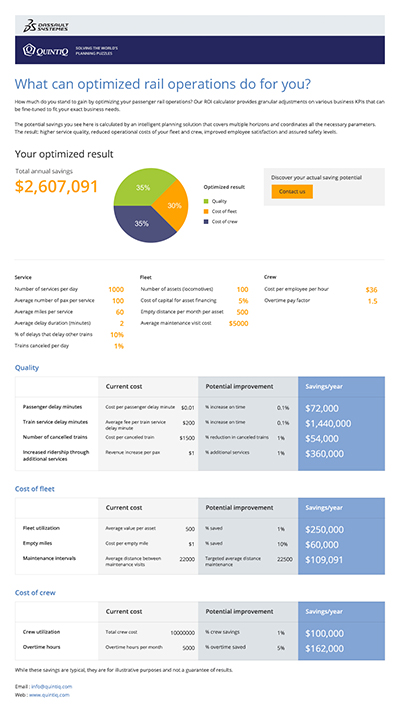 DASSAULT SYSTEMES
QUINTIQ
SOLVING THE WORLD'S
PLANNING PUZZLES
What can optimized rail operations do for you?
How much do you stand to gain by optimizing your passenger rail operations? Our ROI calculator provides granular adjustments on various business KPIs that can
be fine-tuned to fit your exact business needs.
The potential savings you see here is calculated by an intelligent planning solution that covers multiple horizons and coordinates all the necessary parameters.
The result: higher service quality, reduced operational costs of your fleet and crew, improved employee satisfaction and assured safety levels.
Your optimized result
Total annual savings
$2,607,091
35%
30%
35%
Optimized result
Quality
Cost of fleet
Cost of crew
Discover your actual saving potential
Contact us
Service
Number of services per day 1000
Average number of pax per service 100
Average miles per service 60
Average delay duration (minutes) 2
% of delays that delay other trains 10%
Trains canceled per day 1%
Fleet
Number of assets (locomotives) 100
Cost of capital for asset financing 5%
Empty distance per month per asset 500
Average maintenance visit cost $5000
Crew
Cost per employee per hour $36
Overtime pay factor 1.5
Quality
Current cost Potential improvement Savings/year
Passenger delay minutes Cost per passenger delay minute $0.01 % increase on time 0.1% $72,000
Train service delay minutes Average fee per train service delay minute $200 % increase on time 0.1% $1,440,000
Number of cancelled trains Cost per canceled train $1500 % reduction in canceled trains 1% $54,000
Increased ridership through additional services Revenue increase per pax $1 % additional services 1% $360,000
Cost of fleet
Current cost Potential improvement Savings/year
Fleet utilization Average value per asset 500 % saved 1% $250,000
Empty miles Cost per empty mile $1 % saved 10% $60,000
Maintenance intervals Average distance between maintenance visits 22000 Targeted average distance maintenance 22500 $109,091
Cost of crew
Current cost Potential improvement Savings/year
Crew utilization Total crew cost 10000000 % crew savings 1% $100,000
Overtime hours Overtime hours per month 5000 % overtime saved 5% $162,000
While these savings are typical, they are for illustrative purposes and not a guarantee of results.
Email : info@quintiq.com
Web : www.quintiq.com